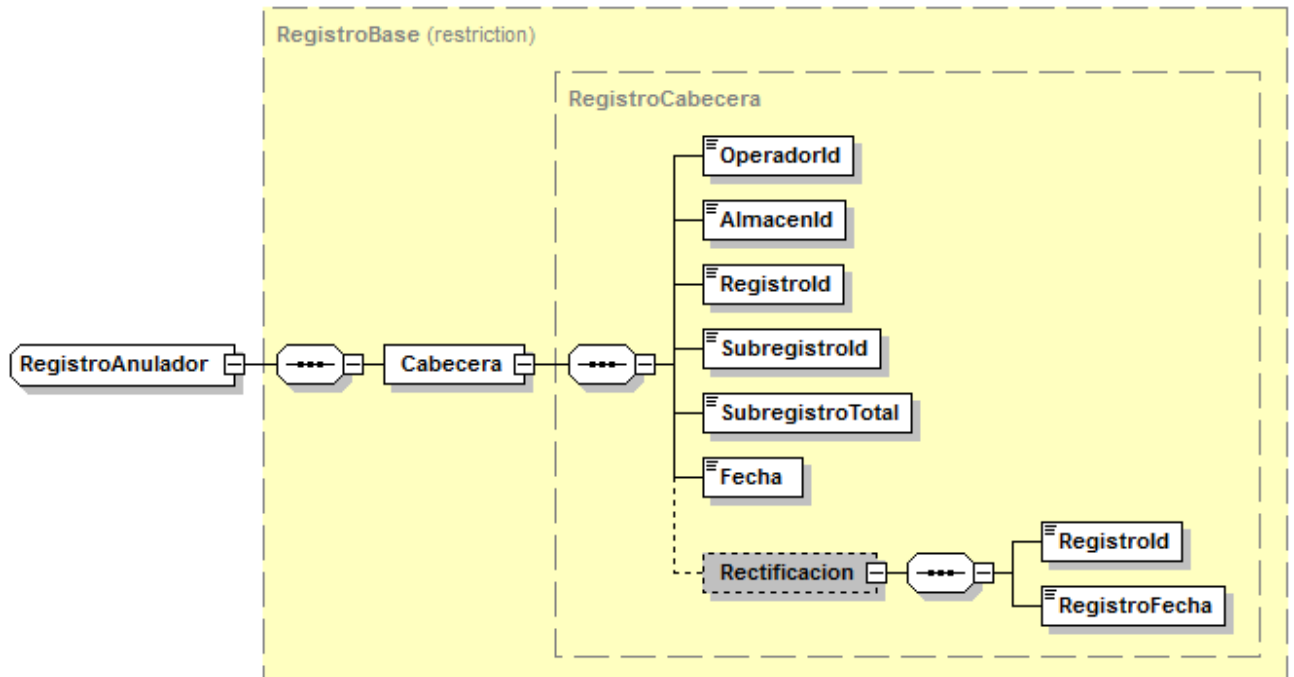 RegistroBase (restriction)
RegistroCabecera
OperadorId
AlmacenId
RegistroId
RegistroAnulador
Cabecera
SubregistroId
SubregistroTotal
Fecha
Rectificacion
RegistroId
RegistroFecha